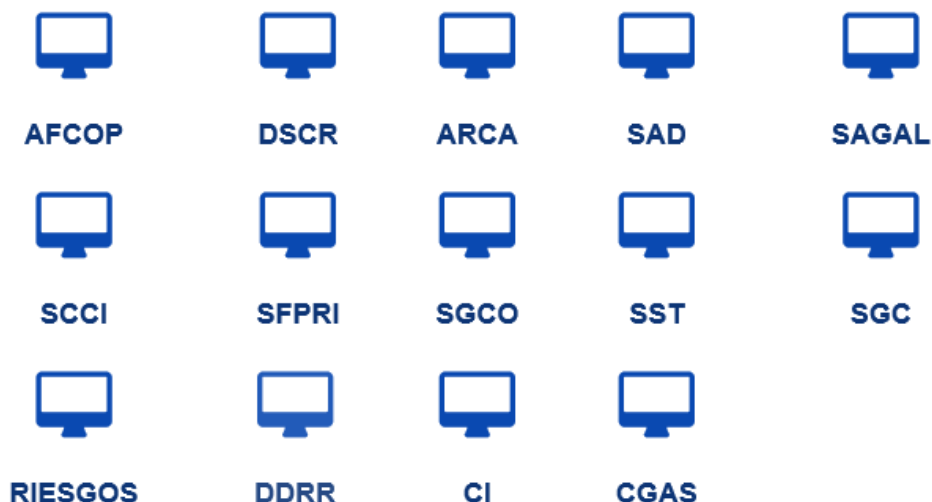 AFCOP DSCR ARCA SAD SAGAL
SCCI SFPRI SGCO SST SGC
RIESGOS DDRR CI CGAS